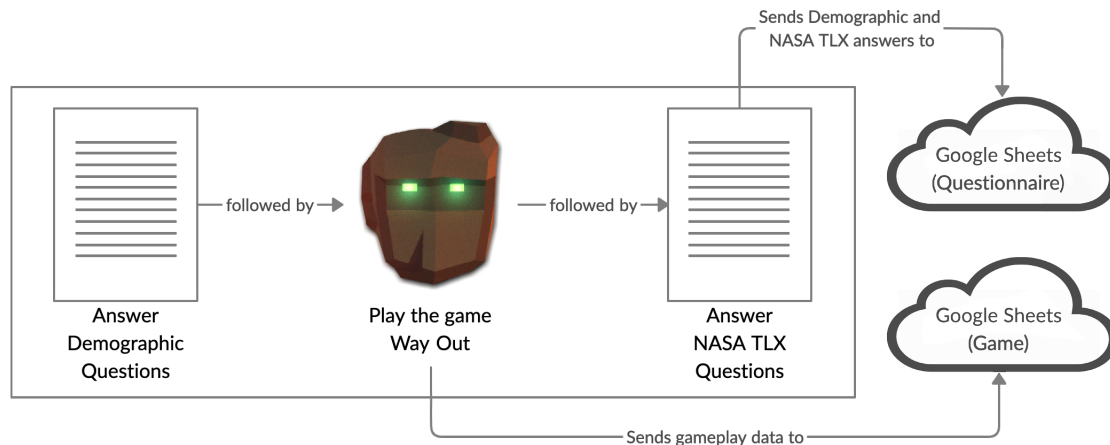 Sends Demographic and
NASA TLX answers to
Google Sheets
(Questionnaire)
followed by
followed by
Answer
Demographic
Questions
Play the game
Way Out
Answer
NASA TLX
Questions
Google Sheets
(Game)
Sends gameplay data to